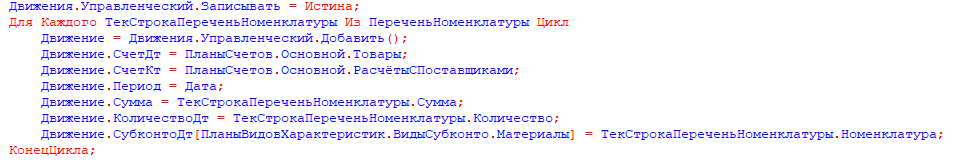 Движения.Управленческий.Записывать = Истина;
Для Каждого ТекСтрокаПереченьНоменклатуры Из ПереченьНоменклатуры Цикл
    Движение = Движения.Управленческий.Добавить();
    Движение.СчетДт = ПланыСчетов.Основной.Товары;
    Движение.СчетКт = ПланыСчетов.Основной.РасчётыСПоставщиками;
    Движение.Период = Дата;
    Движение.Сумма = ТекСтрокаПереченьНоменклатуры.Сумма;
    Движение.КоличествоДт = ТекСтрокаПереченьНоменклатуры.Количество;
    Движение.СубконтоДт[ПланыВидовХарактеристик.ВидыСубконто.Материалы] = ТекСтрокаПереченьНоменклатуры.Номенклатура;
КонецЦикла;